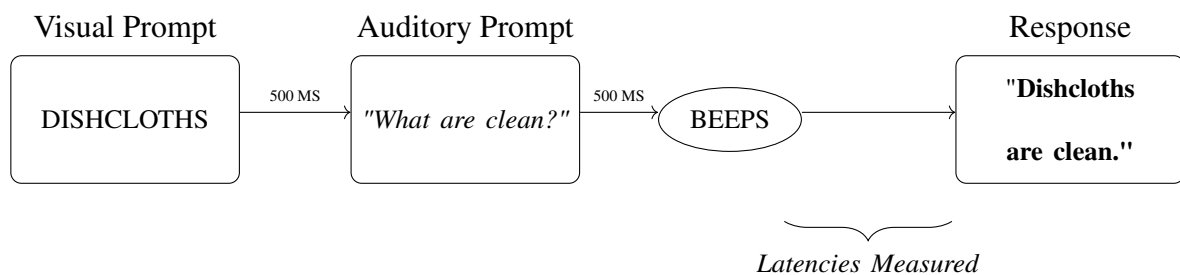 Visual Prompt
Auditory Prompt
Response
DISHCLOTHS
500 MS
"What are clean?"
500 MS
BEEPS
"Dishcloths
are clean."
Latencies Measured